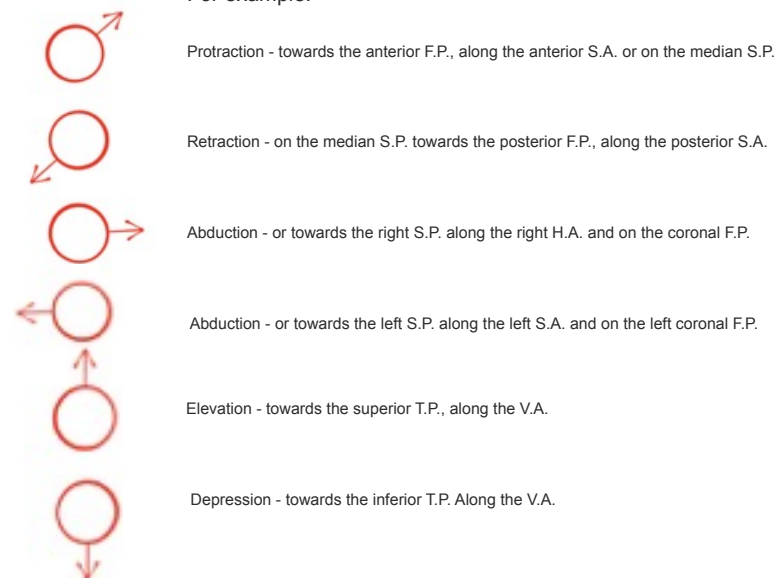 For example:
Protraction - towards the anterior F.P., along the anterior S.A. or on the median S.P.
Retraction - on the median S.P. towards the posterior F.P., along the posterior S.A.
Abduction - or towards the right S.P. along the right H.A. and on the coronal F.P.
Abduction - or towards the left S.P. along the left S.A. and on the left coronal F.P.
Elevation - towards the superior T.P., along the V.A.
Depression - towards the inferior T.P. Along the V.A.